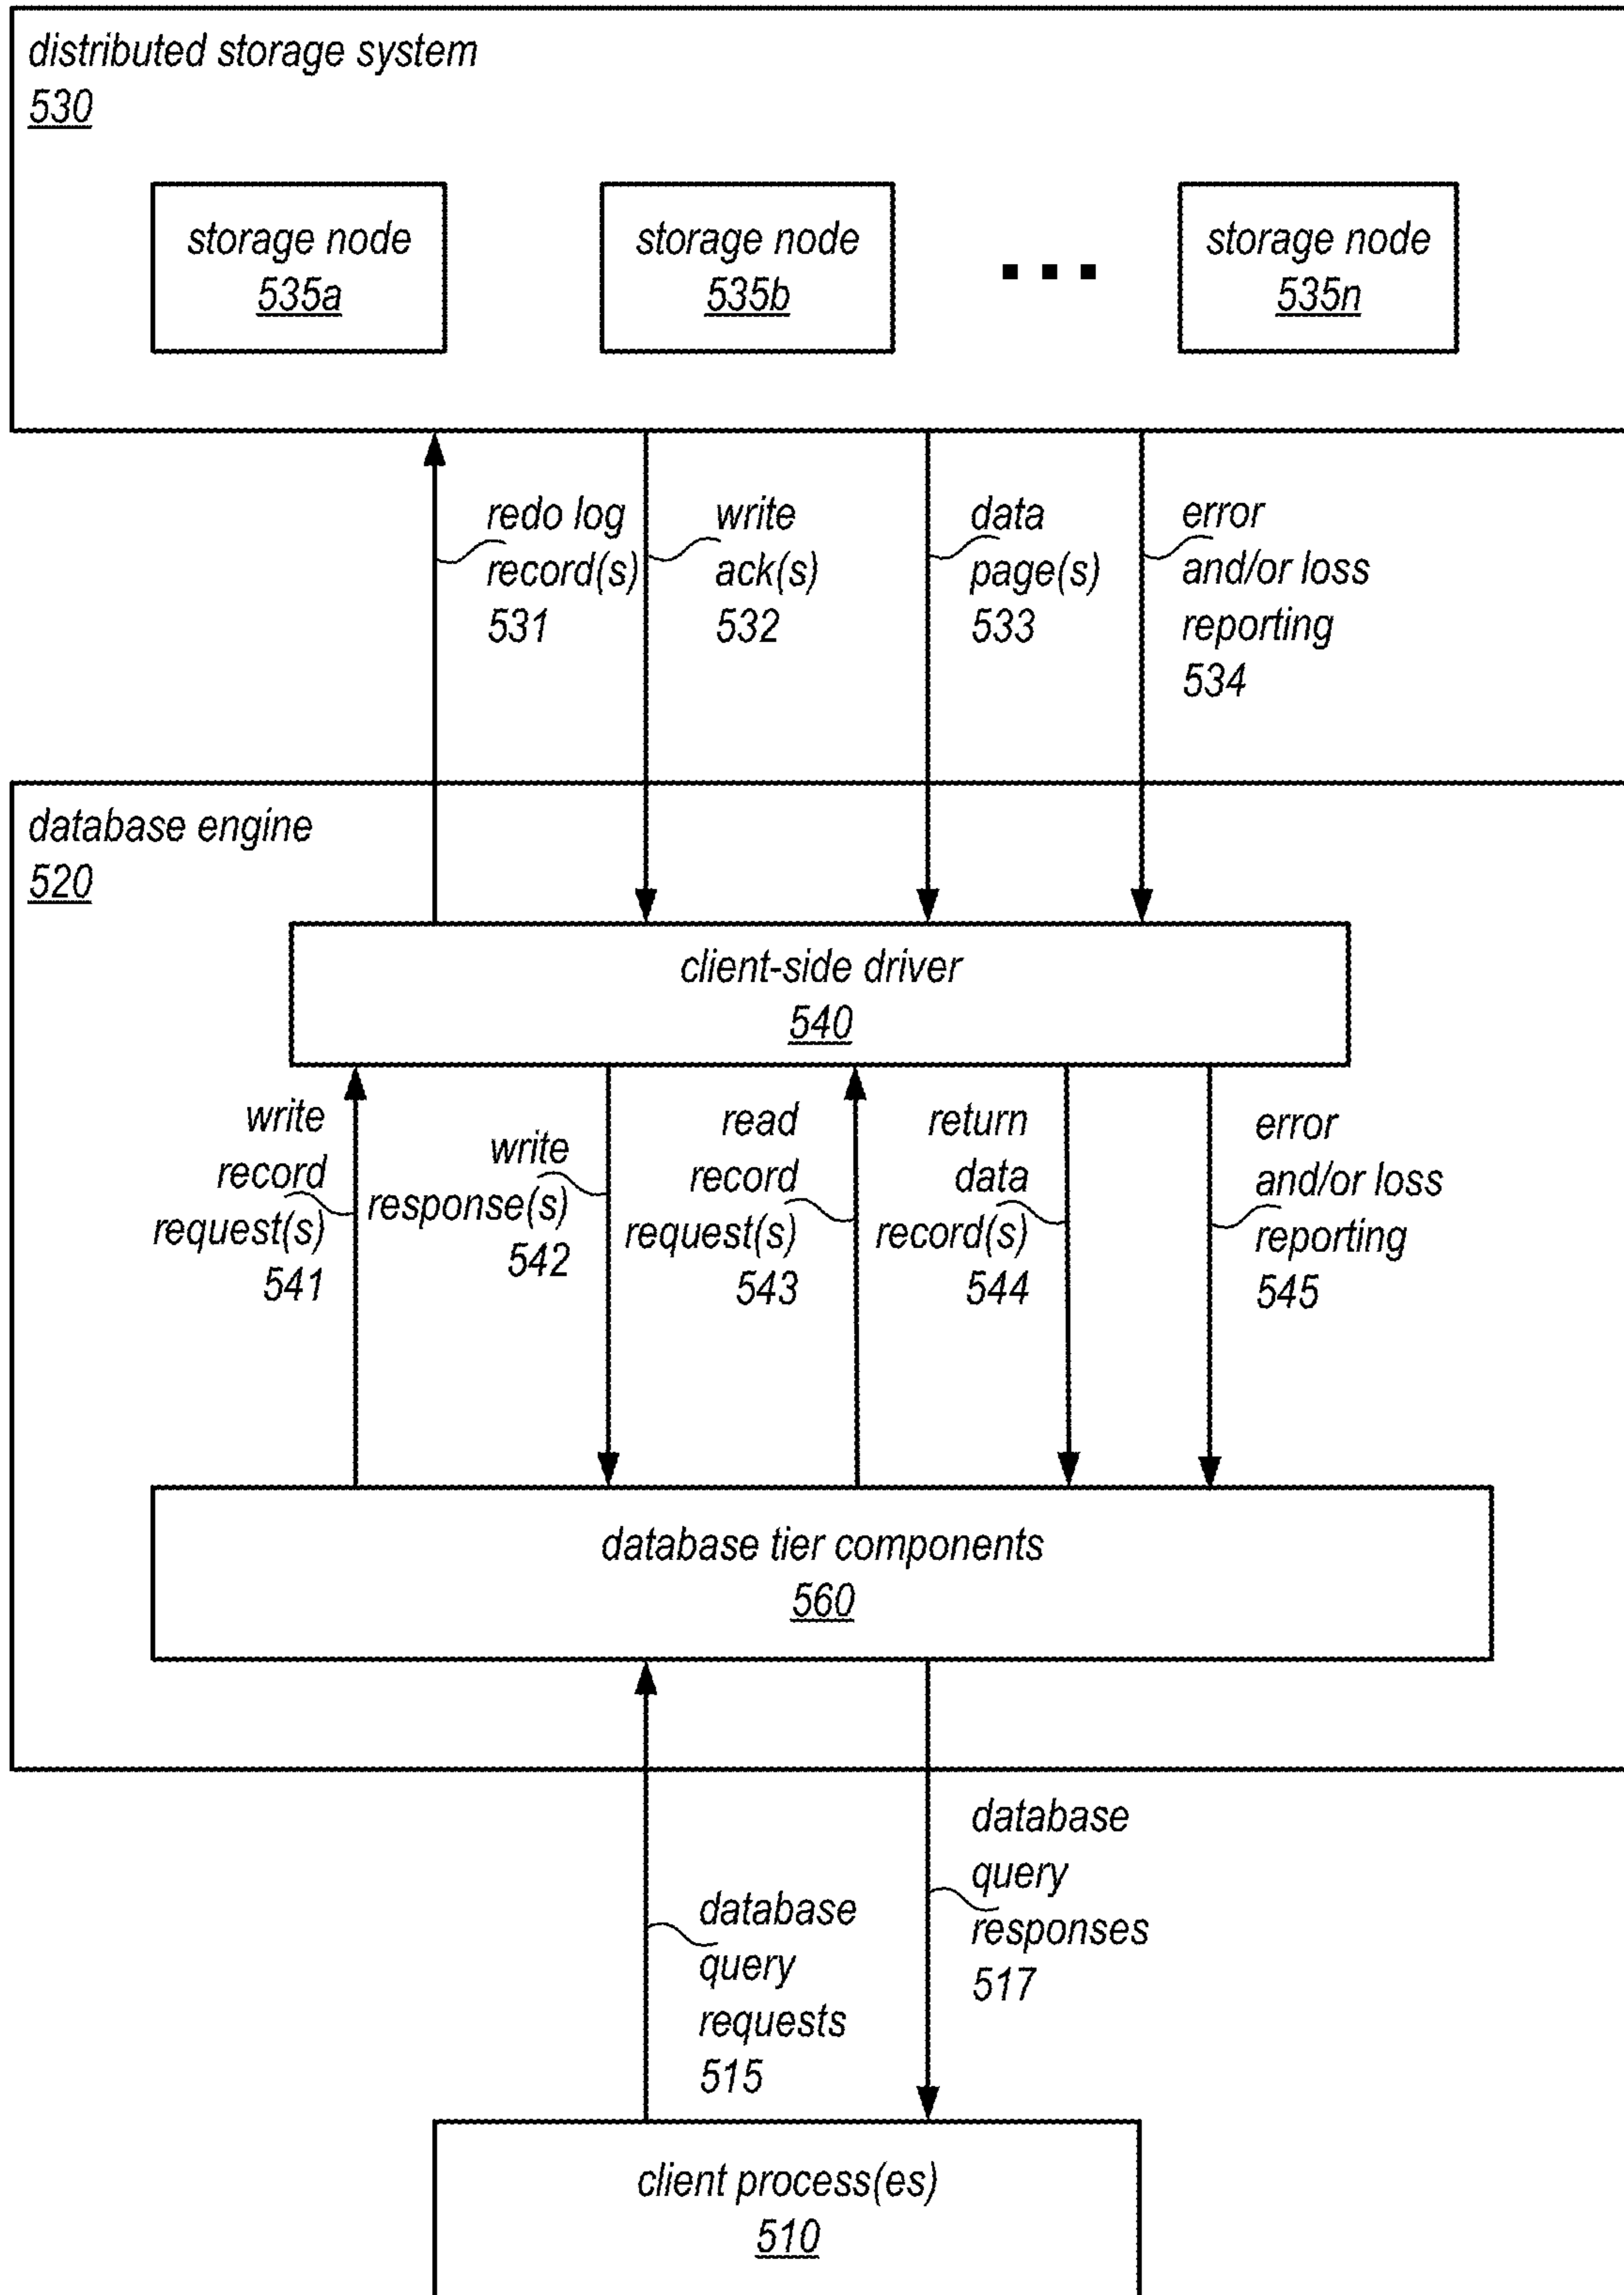 distributed storage system
530
storage node
535a
storage node
535b
storage node
535n
redo log
record(s)
531
write
ack(s)
532
data
page(s)
533
error
and/or loss
reporting
534
database engine
520
client-side driver
540
write
record
request(s)
541
write
response(s)
542
read
record
request(s)
543
return
data
record(s)
544
error
and/or loss
reporting
545
database tier components
560
database
query
requests
515
database
query
responses
517
client process(es)
510